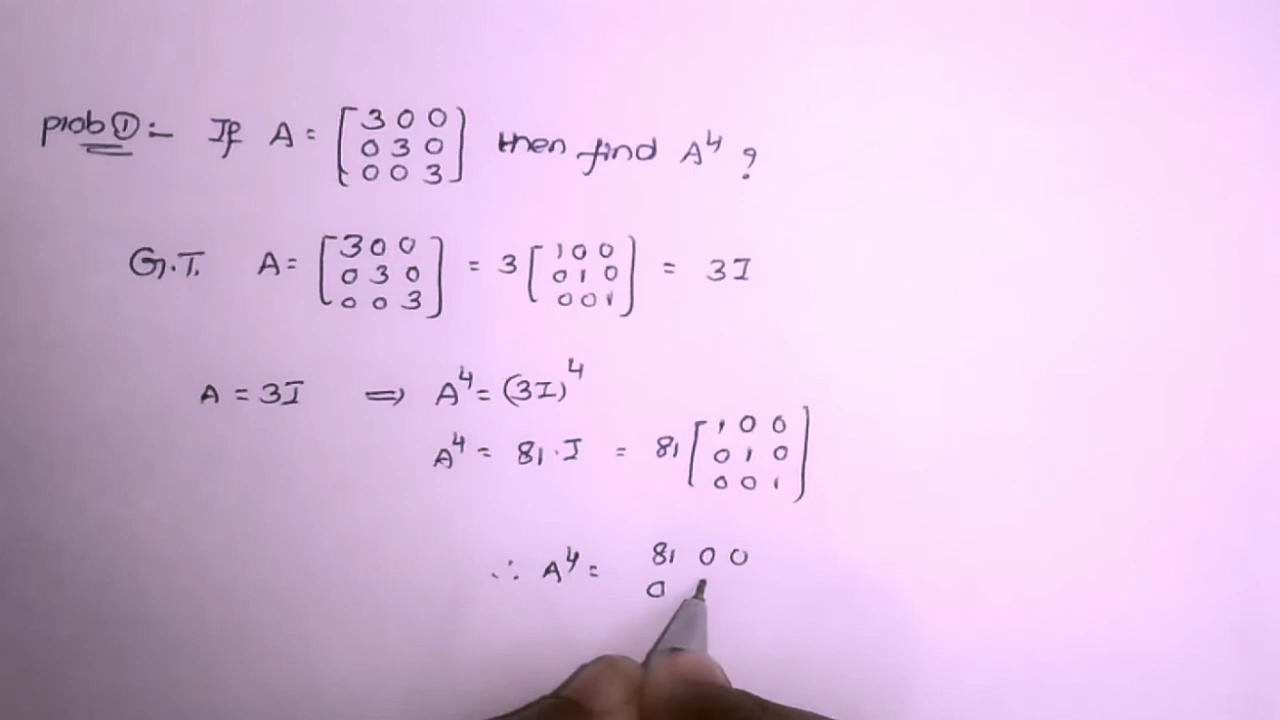 prob①:- If A = [3 0 0
0 3 0
0 0 3] then find A⁴ ?
G.T. A = [3 0 0
0 3 0
0 0 3] = 3 [1 0 0
0 1 0
0 0 1] = 3I
A = 3I ⟹ A⁴ = (3I)⁴
A⁴ = 81 · I = 81 [1 0 0
0 1 0
0 0 1]
∴ A⁴ = 81 0 0
0